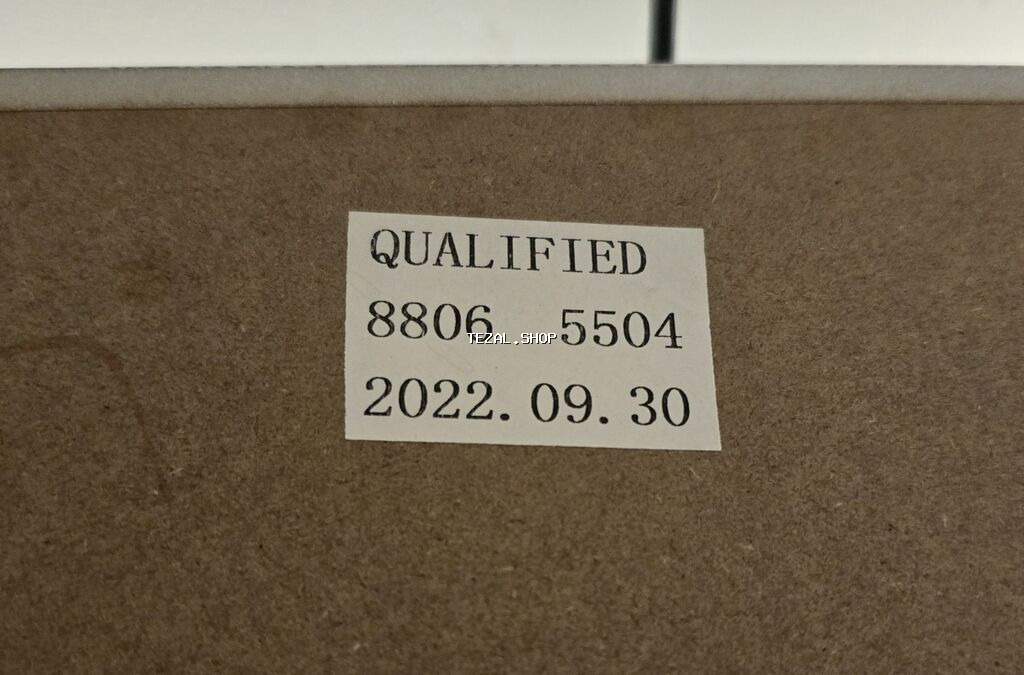 QUALIFIED
8806 5504
TEZAL.SHOP
2022.09.30